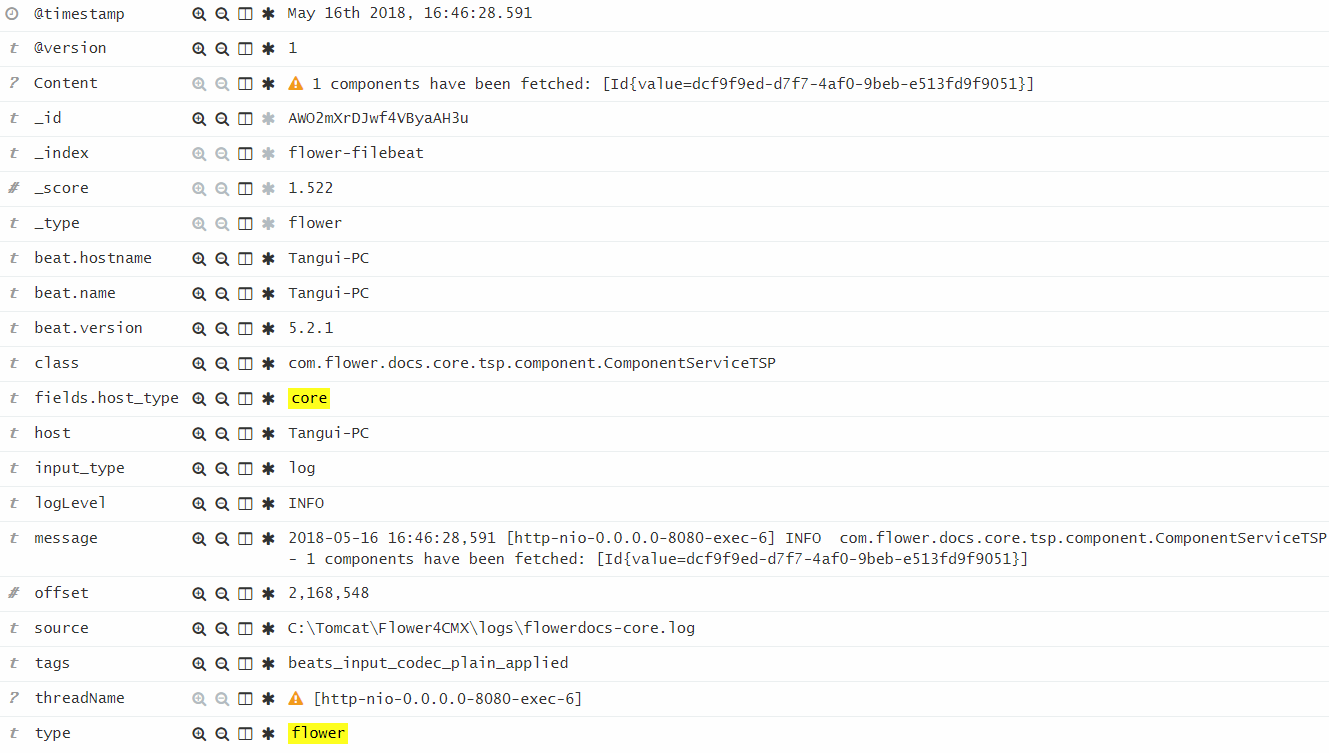 @timestamp May 16th 2018, 16:46:28.591
t @version 1
? Content 1 components have been fetched: [Id{value=dcf9f9ed-d7f7-4af0-9beb-e513fd9f9051}]
t _id AWO2mXrDJwf4VByaAH3u
t _index flower-filebeat
# _score 1.522
t _type flower
t beat.hostname Tangui-PC
t beat.name Tangui-PC
t beat.version 5.2.1
t class com.flower.docs.core.tsp.component.ComponentServiceTSP
t fields.host_type core
t host Tangui-PC
t input_type log
t logLevel INFO
t message 2018-05-16 16:46:28,591 [http-nio-0.0.0.0-8080-exec-6] INFO  com.flower.docs.core.tsp.component.ComponentServiceTSP
- 1 components have been fetched: [Id{value=dcf9f9ed-d7f7-4af0-9beb-e513fd9f9051}]
# offset 2,168,548
t source C:\Tomcat\Flower4CMX\logs\flowerdocs-core.log
t tags beats_input_codec_plain_applied
? threadName [http-nio-0.0.0.0-8080-exec-6]
t type flower